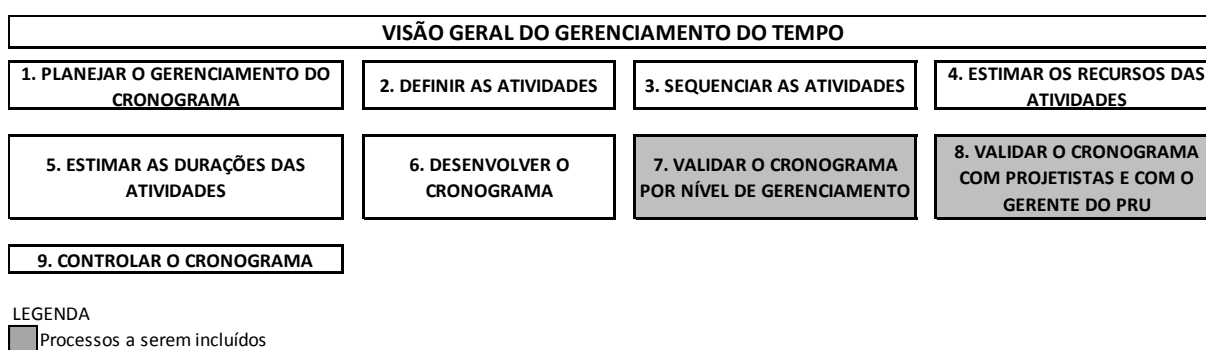 VISÃO GERAL DO GERENCIAMENTO DO TEMPO
1. PLANEJAR O GERENCIAMENTO DO
CRONOGRAMA
2. DEFINIR AS ATIVIDADES
3. SEQUENCIAR AS ATIVIDADES
4. ESTIMAR OS RECURSOS DAS
ATIVIDADES
5. ESTIMAR AS DURAÇÕES DAS
ATIVIDADES
6. DESENVOLVER O
CRONOGRAMA
7. VALIDAR O CRONOGRAMA
POR NÍVEL DE GERENCIAMENTO
8. VALIDAR O CRONOGRAMA
COM PROJETISTAS E COM O
GERENTE DO PRU
9. CONTROLAR O CRONOGRAMA
LEGENDA
Processos a serem incluídos